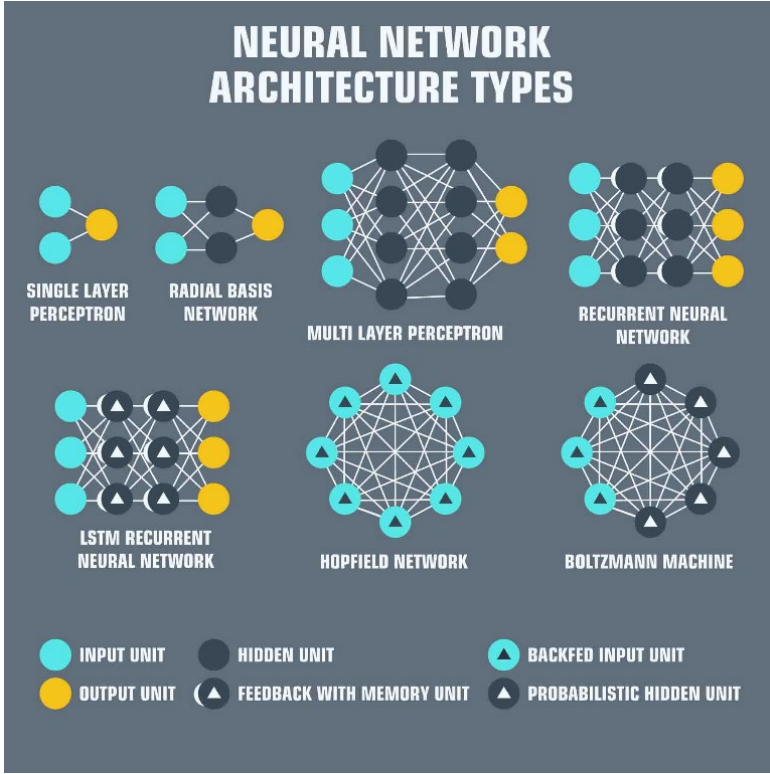 NEURAL NETWORK
ARCHITECTURE TYPES
SINGLE LAYER
PERCEPTRON
RADIAL BASIS
NETWORK
MULTI LAYER PERCEPTRON
RECURRENT NEURAL
NETWORK
LSTM RECURRENT
NEURAL NETWORK
HOPFIELD NETWORK
BOLTZMANN MACHINE
INPUT UNIT
HIDDEN UNIT
BACKFED INPUT UNIT
OUTPUT UNIT
FEEDBACK WITH MEMORY UNIT
PROBABILISTIC HIDDEN UNIT